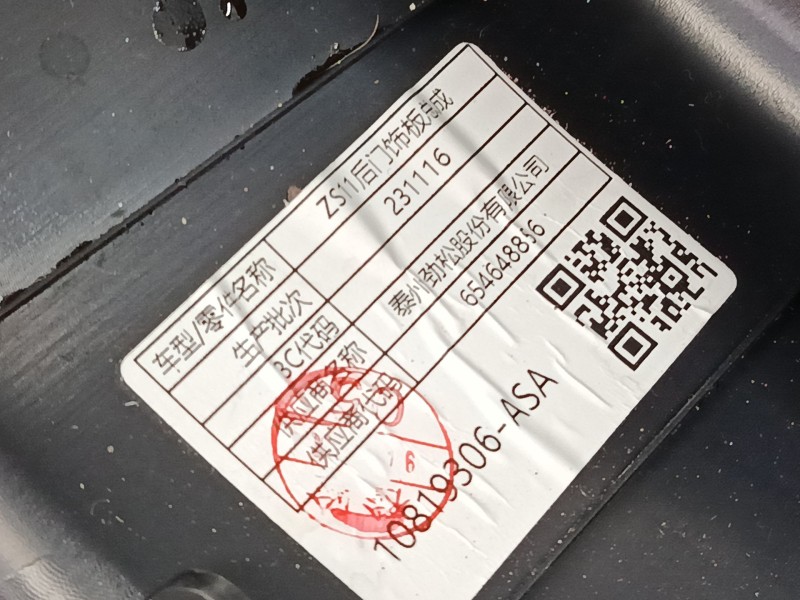 车型/零件名称 ZS11后门饰板总成
生产批次 231116
3C代码
供应商名称 泰州劲松股份有限公司
供应商代码 654648886
10819306-ASA